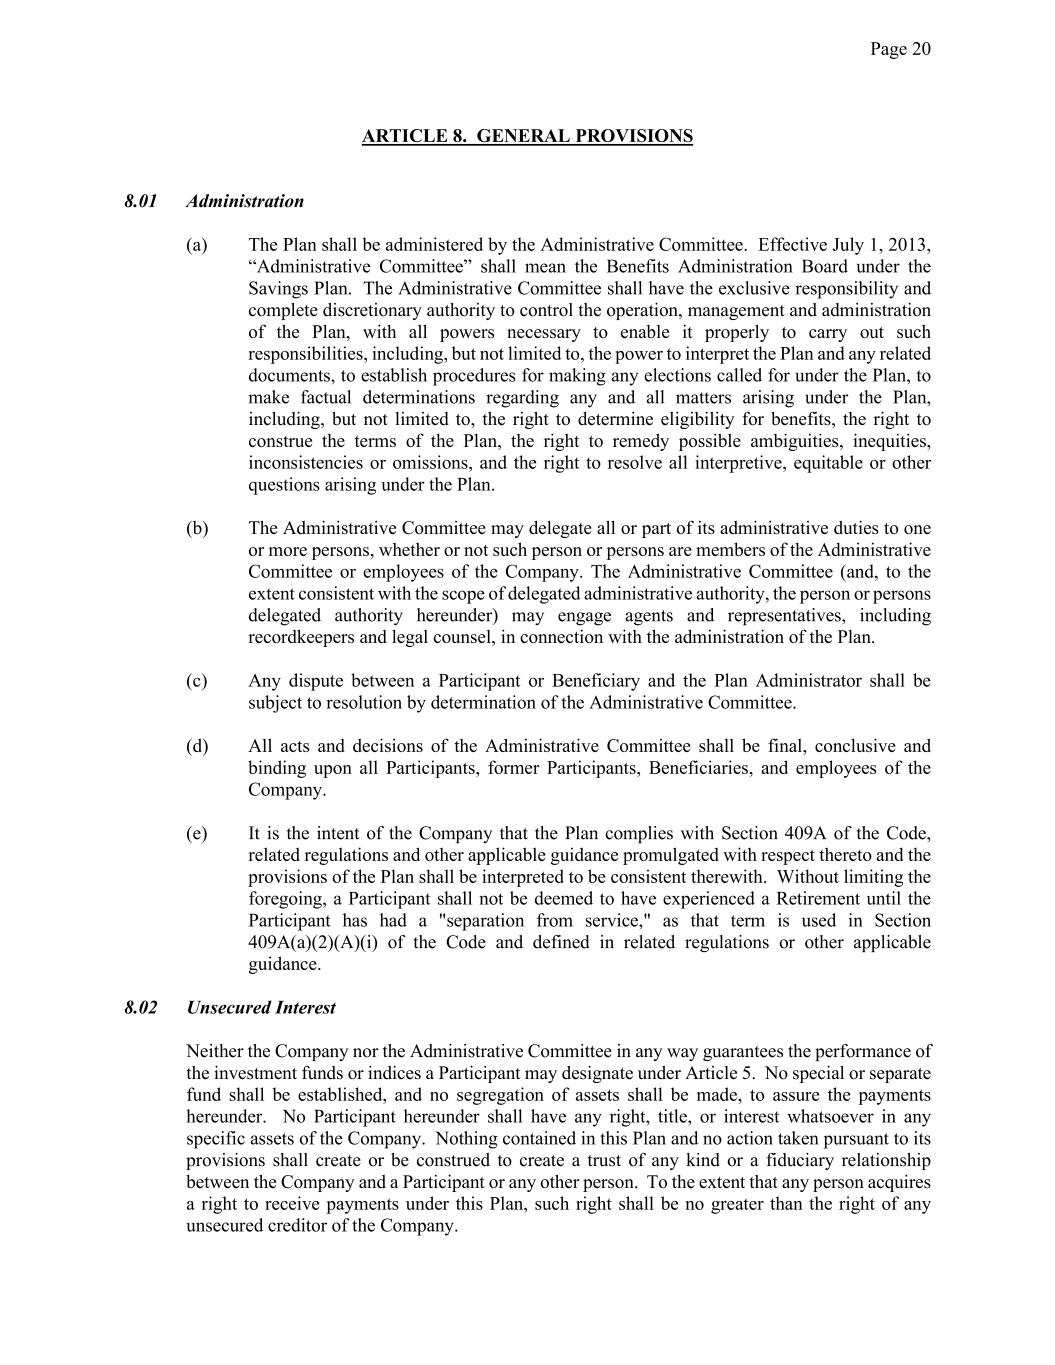 Page 20
ARTICLE 8.  GENERAL PROVISIONS
8.01 Administration
(a) The Plan shall be administered by the Administrative Committee.  Effective July 1, 2013,
“Administrative Committee” shall mean the Benefits Administration Board under the
Savings Plan.  The Administrative Committee shall have the exclusive responsibility and
complete discretionary authority to control the operation, management and administration
of the Plan, with all powers necessary to enable it properly to carry out such
responsibilities, including, but not limited to, the power to interpret the Plan and any related
documents, to establish procedures for making any elections called for under the Plan, to
make factual determinations regarding any and all matters arising under the Plan,
including, but not limited to, the right to determine eligibility for benefits, the right to
construe the terms of the Plan, the right to remedy possible ambiguities, inequities,
inconsistencies or omissions, and the right to resolve all interpretive, equitable or other
questions arising under the Plan.
(b) The Administrative Committee may delegate all or part of its administrative duties to one
or more persons, whether or not such person or persons are members of the Administrative
Committee or employees of the Company. The Administrative Committee (and, to the
extent consistent with the scope of delegated administrative authority, the person or persons
delegated authority hereunder) may engage agents and representatives, including
recordkeepers and legal counsel, in connection with the administration of the Plan.
(c) Any dispute between a Participant or Beneficiary and the Plan Administrator shall be
subject to resolution by determination of the Administrative Committee.
(d) All acts and decisions of the Administrative Committee shall be final, conclusive and
binding upon all Participants, former Participants, Beneficiaries, and employees of the
Company.
(e) It is the intent of the Company that the Plan complies with Section 409A of the Code,
related regulations and other applicable guidance promulgated with respect thereto and the
provisions of the Plan shall be interpreted to be consistent therewith.  Without limiting the
foregoing, a Participant shall not be deemed to have experienced a Retirement until the
Participant has had a "separation from service," as that term is used in Section
409A(a)(2)(A)(i) of the Code and defined in related regulations or other applicable
guidance.
8.02 Unsecured Interest
Neither the Company nor the Administrative Committee in any way guarantees the performance of
the investment funds or indices a Participant may designate under Article 5.  No special or separate
fund shall be established, and no segregation of assets shall be made, to assure the payments
hereunder.  No Participant hereunder shall have any right, title, or interest whatsoever in any
specific assets of the Company.  Nothing contained in this Plan and no action taken pursuant to its
provisions shall create or be construed to create a trust of any kind or a fiduciary relationship
between the Company and a Participant or any other person.  To the extent that any person acquires
a right to receive payments under this Plan, such right shall be no greater than the right of any
unsecured creditor of the Company.